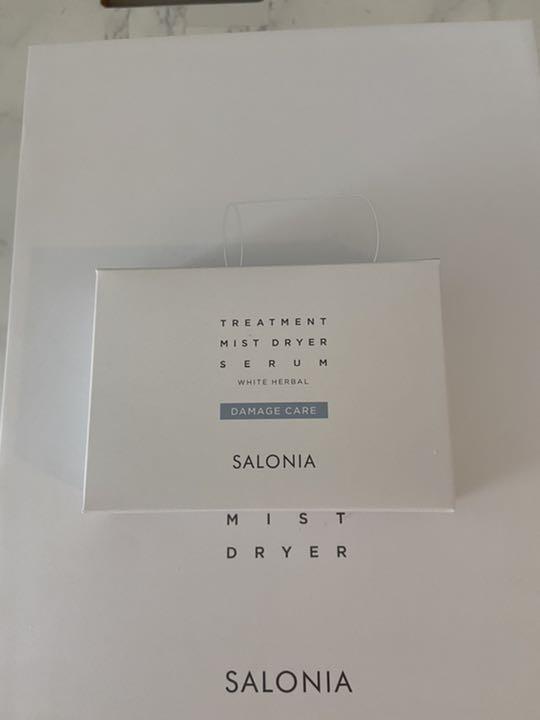 TREATMENT
MIST DRYER
SERUM
WHITE HERBAL
DAMAGE CARE
SALONIA
MIST
DRYER
SALONIA